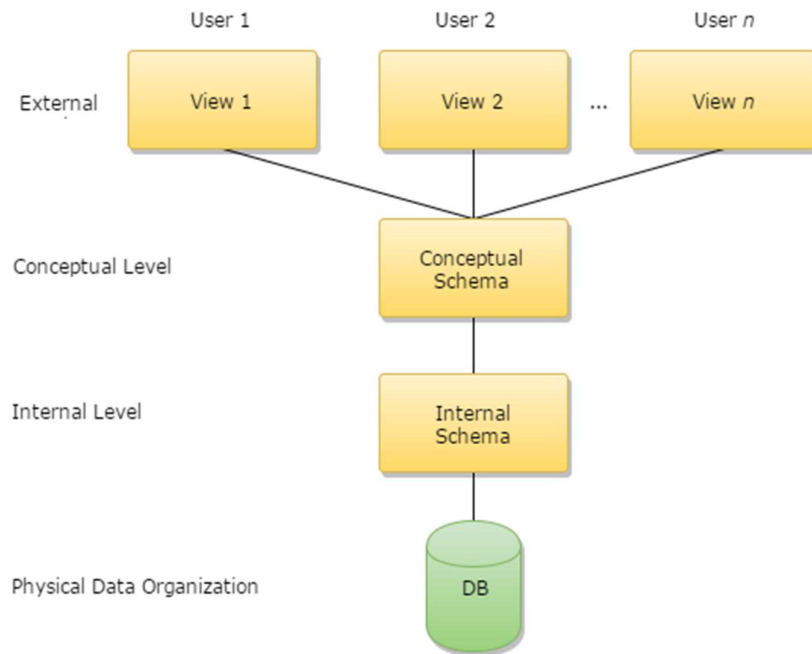 User 1
User 2
User n
External
View 1
View 2
...
View n
Conceptual Level
Conceptual
Schema
Internal Level
Internal
Schema
Physical Data Organization
DB